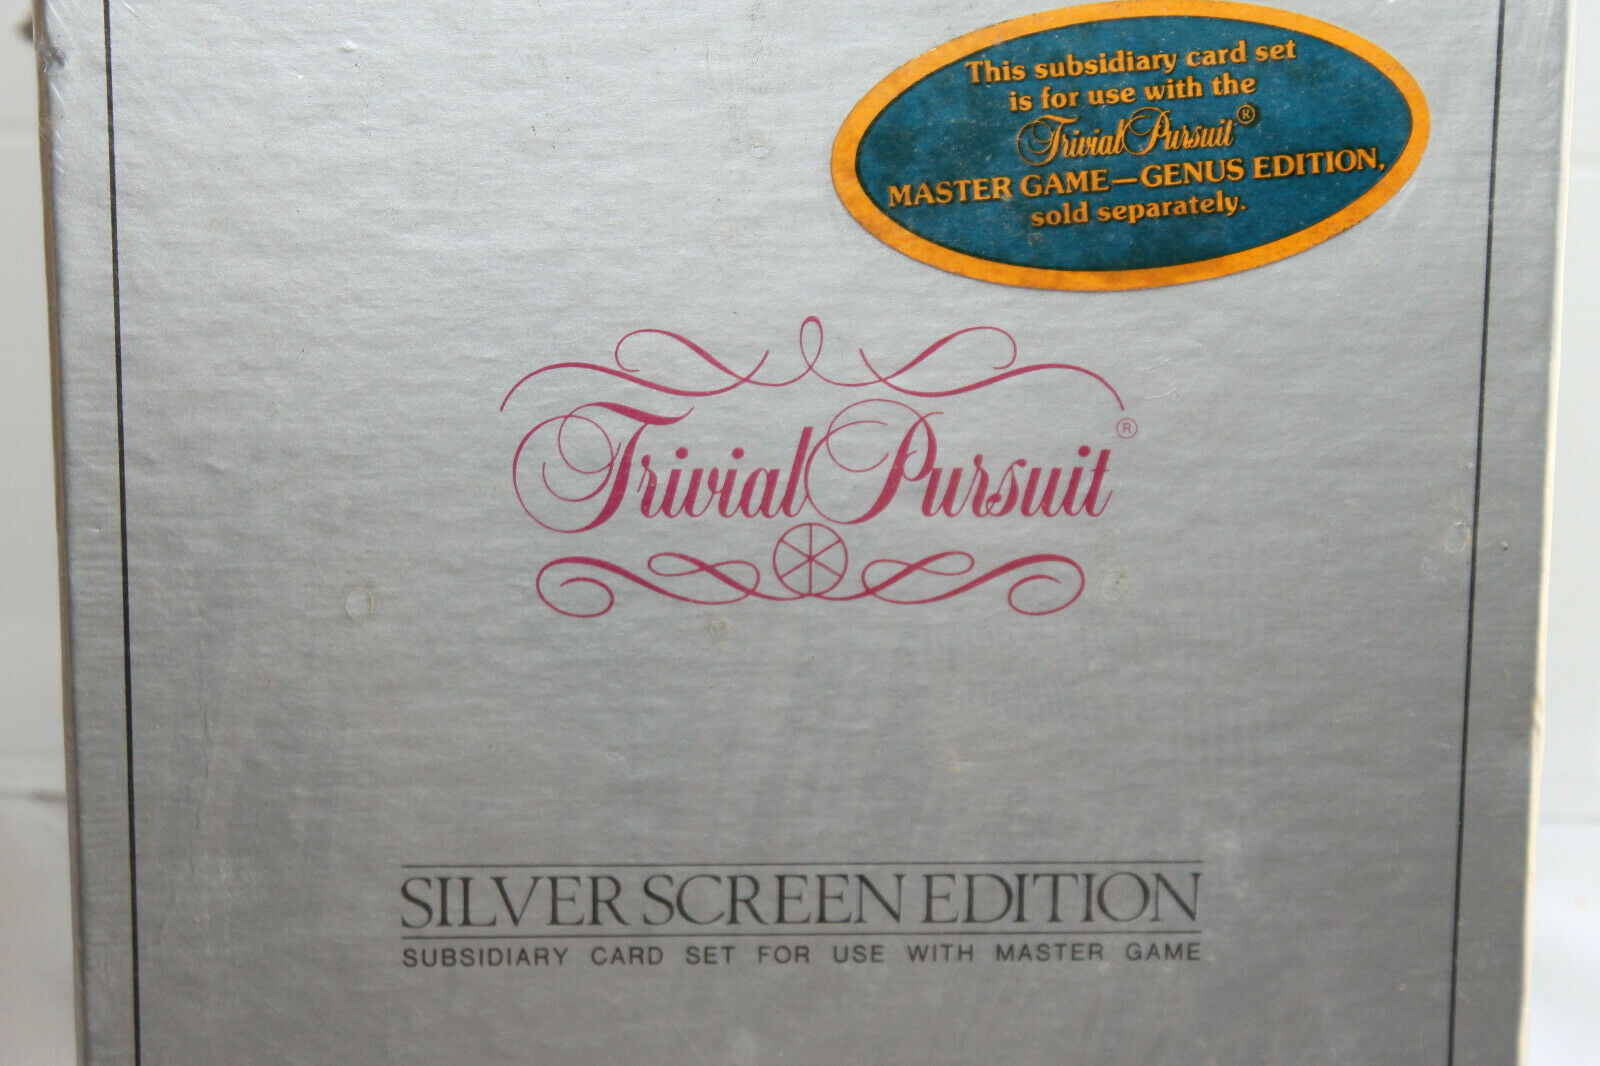 This subsidiary card set
is for use with the
Trivial Pursuit®
MASTER GAME—GENUS EDITION,
sold separately.
Trivial Pursuit®
SILVER SCREEN EDITION
SUBSIDIARY CARD SET FOR USE WITH MASTER GAME